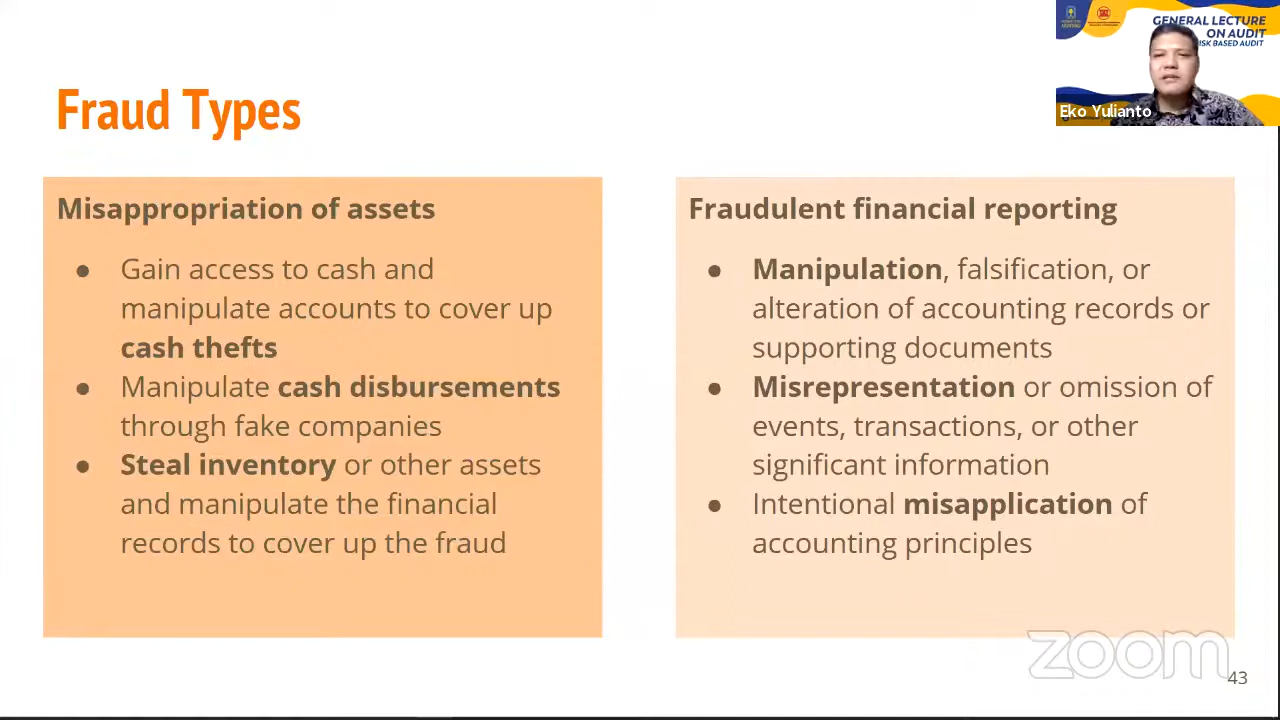 GENERAL LECTURE
ON AUDIT
RISK BASED AUDIT
Eko Yulianto
Fraud Types
Misappropriation of assets
● Gain access to cash and
manipulate accounts to cover up
cash thefts
● Manipulate cash disbursements
through fake companies
● Steal inventory or other assets
and manipulate the financial
records to cover up the fraud
Fraudulent financial reporting
● Manipulation, falsification, or
alteration of accounting records or
supporting documents
● Misrepresentation or omission of
events, transactions, or other
significant information
● Intentional misapplication of
accounting principles
zoom
43